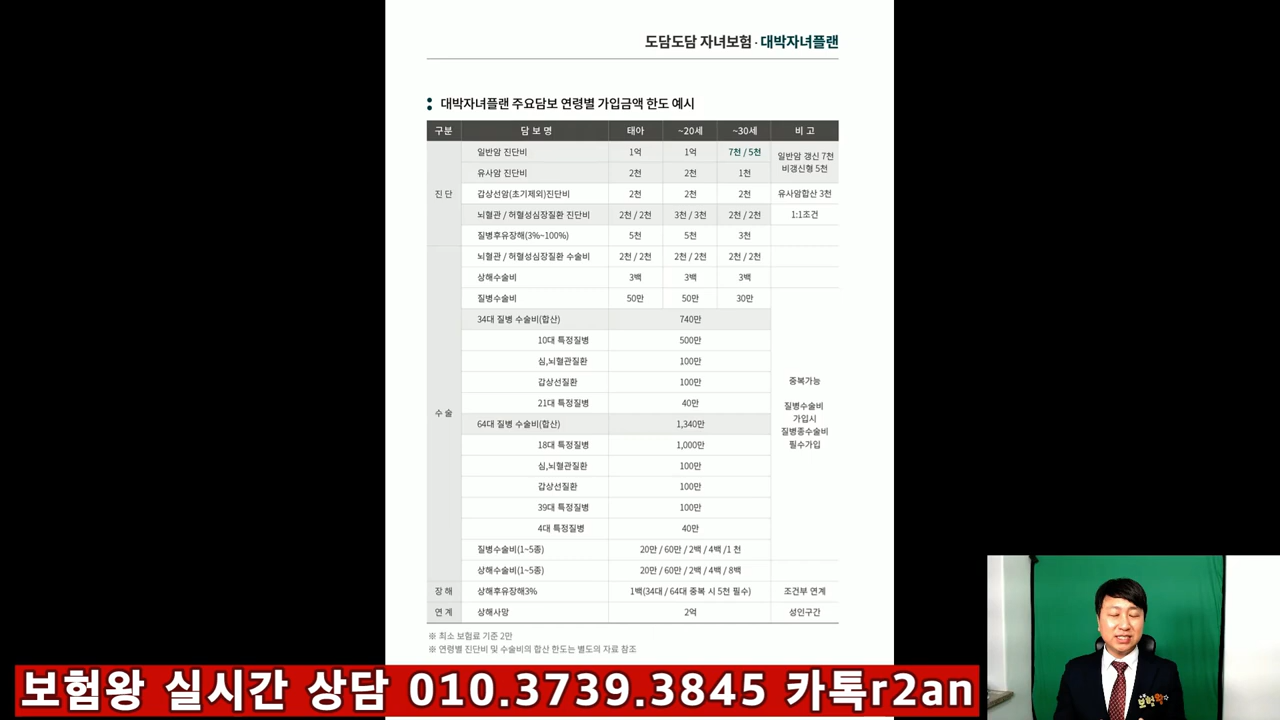 도담도담 자녀보험 · 대박자녀플랜
대박자녀플랜 주요담보 연령별 가입금액 한도 예시
구분 담 보 명 태아 ~20세 ~30세 비 고
진 단
일반암 진단비 1억 1억 7천 / 5천
일반암 갱신 7천
비갱신형 5천
유사암 진단비 2천 2천 1천
갑상선암(초기제외)진단비 2천 2천 2천 유사암합산 3천
뇌혈관 / 허혈성심장질환 진단비 2천 / 2천 3천 / 3천 2천 / 2천 1:1조건
질병후유장해(3%~100%) 5천 5천 3천
수 술
뇌혈관 / 허혈성심장질환 수술비 2천 / 2천 2천 / 2천 2천 / 2천
상해수술비 3백 3백 3백
질병수술비 50만 50만 30만
34대 질병 수술비(합산) 740만
10대 특정질병 500만
심,뇌혈관질환 100만
갑상선질환 100만
21대 특정질병 40만
64대 질병 수술비(합산) 1,340만
18대 특정질병 1,000만
심,뇌혈관질환 100만
갑상선질환 100만
39대 특정질병 100만
4대 특정질병 40만
중복가능
질병수술비
가입시
질병종수술비
필수가입
질병수술비(1~5종) 20만 / 60만 / 2백 / 4백 /1 천
상해수술비(1~5종) 20만 / 60만 / 2백 / 4백 / 8백
장 해 상해후유장해3% 1백(34대 / 64대 중복 시 5천 필수) 조건부 연계
연 계 상해사망 2억 성인구간
※ 최소 보험료 기준 2만
※ 연령별 진단비 및 수술비의 합산 한도는 별도의 자료 참조
보험왕 실시간 상담 010.3739.3845 카톡r2an
보험왕